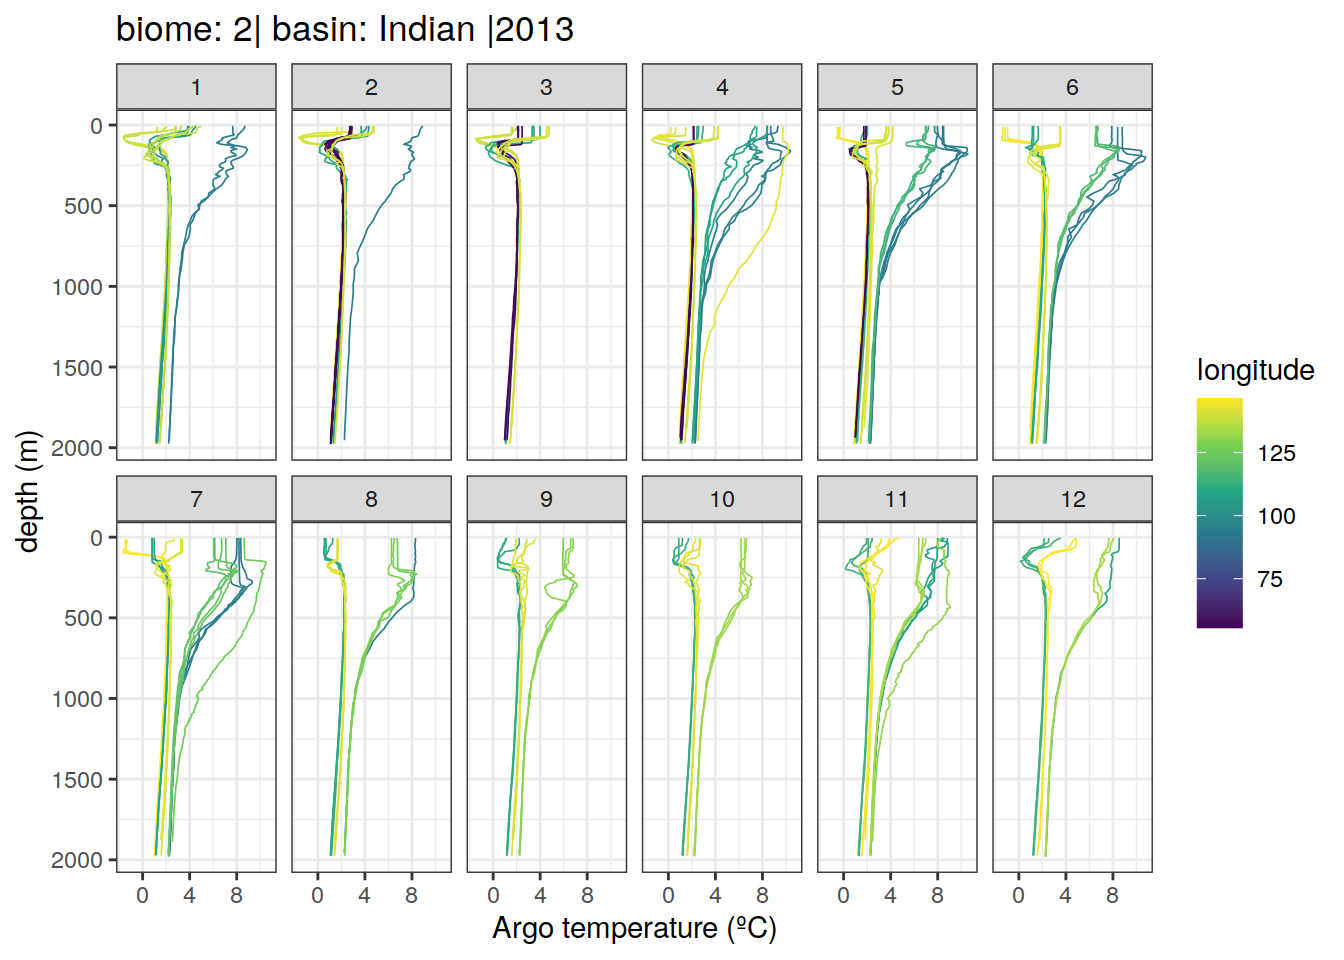 biome: 2| basin: Indian |2013
1 2 3 4 5 6
0
500
1000
1500
2000
7 8 9 10 11 12
0
500
1000
1500
2000
0 4 8 0 4 8 0 4 8 0 4 8 0 4 8 0 4 8
Argo temperature (ºC)
depth (m)
longitude
125
100
75